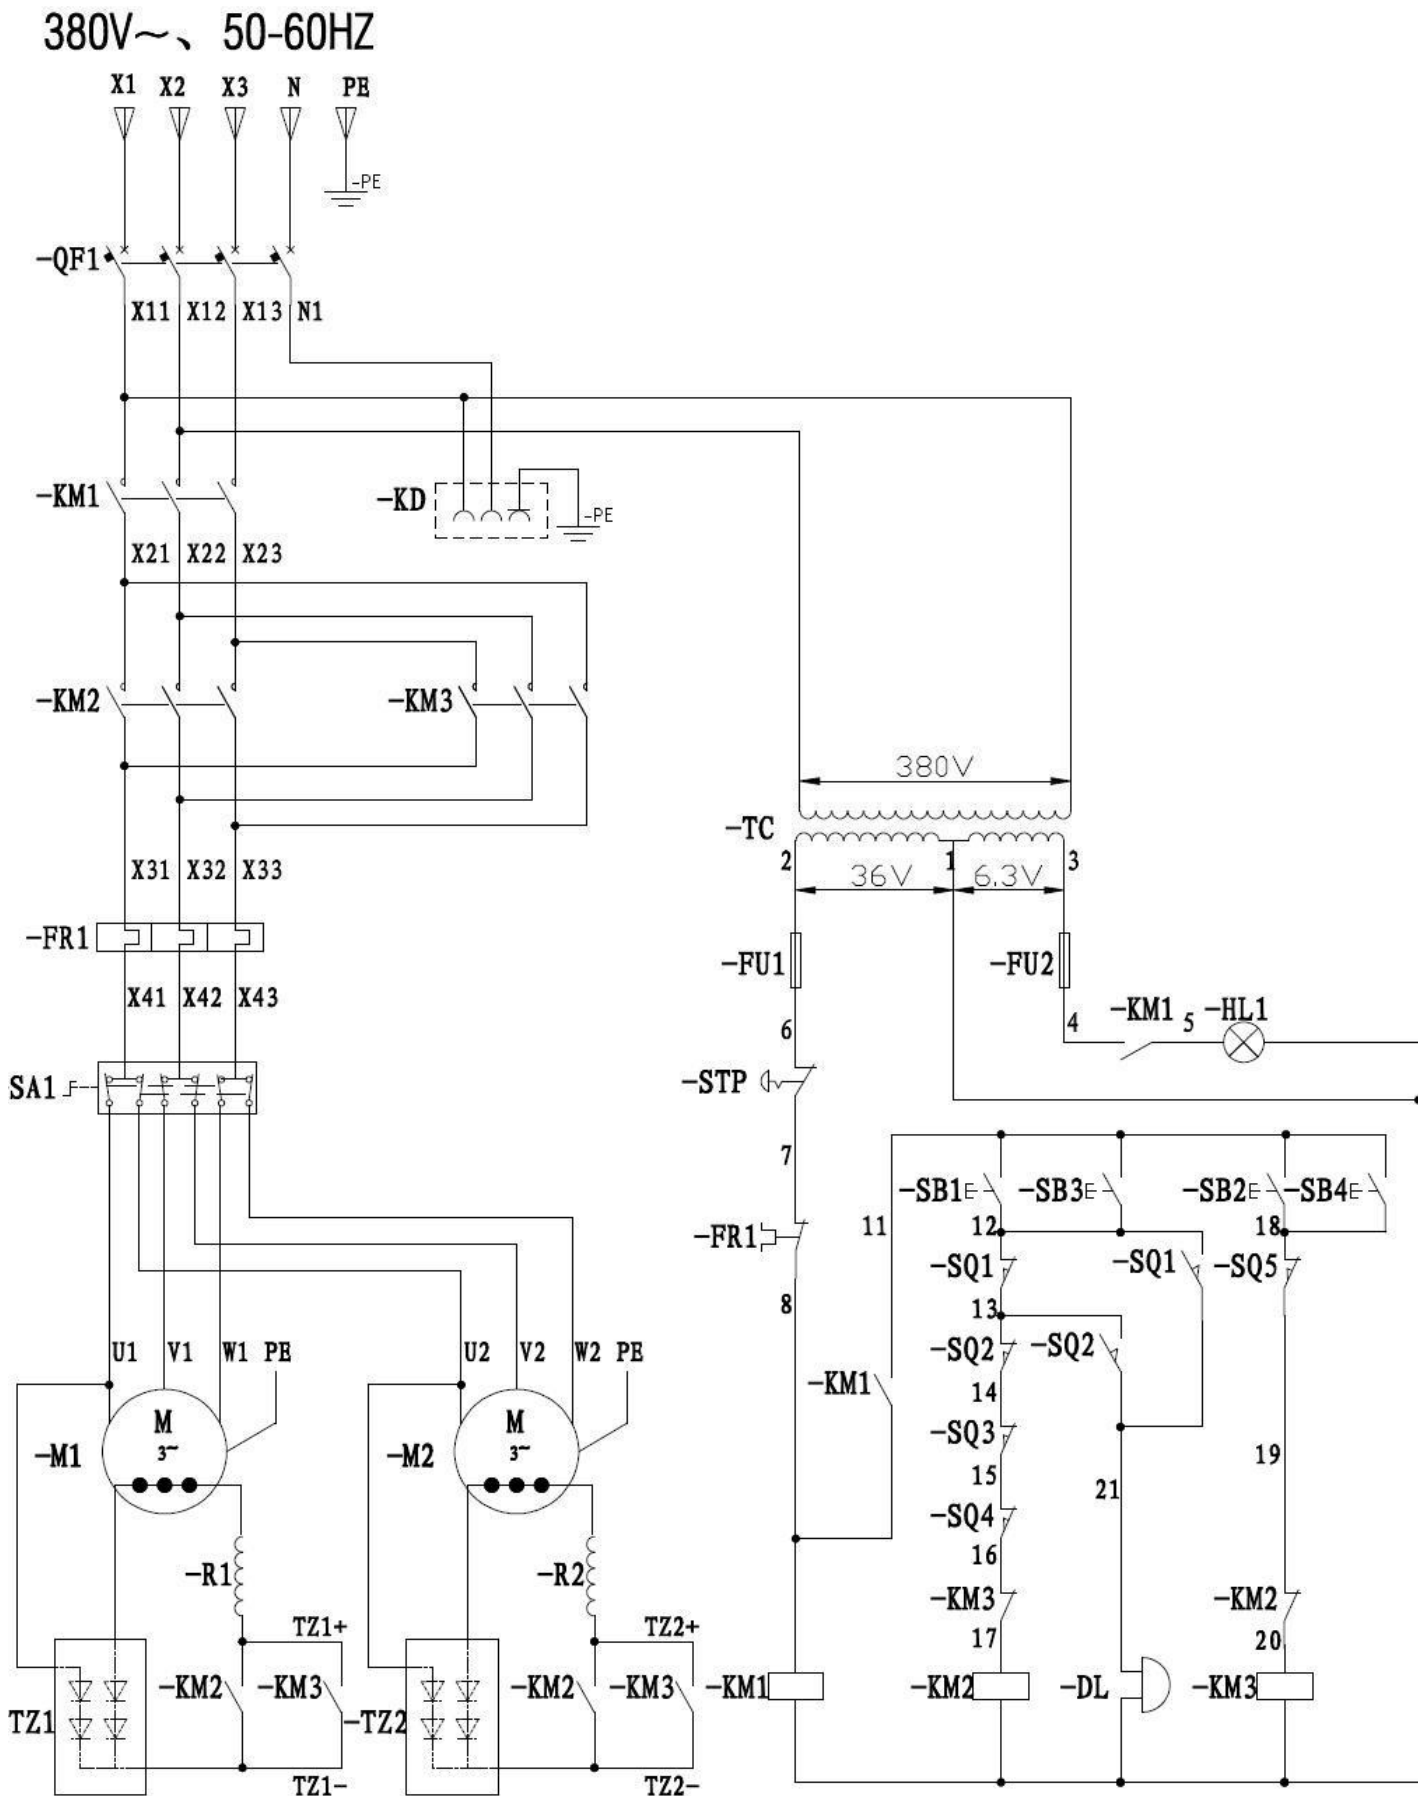 380V～、50-60HZ
X1 X2 X3 N PE
-PE
-QF1
X11 X12 X13 N1
-KM1 -KD
-PE
X21 X22 X23
-KM2 -KM3
380V
-TC
2 1 3
36V 6.3V
X31 X32 X33
-FR1 -FU1 -FU2
X41 X42 X43
6 4 -KM1 5 -HL1
SA1 -STP
7
-SB1 -SB3 -SB2 -SB4
11 12 18
-FR1 -SQ1 -SQ1 -SQ5
8 13
U1 V1 W1 PE U2 V2 W2 PE
-SQ2 -SQ2
-KM1 14
M M
3~ 3~
-M1 -M2
-SQ3
15 21 19
-SQ4
16
-R1 -R2
-KM3 -KM2
TZ1+ TZ2+
17 20
-KM2 -KM3 -KM2 -KM3 -KM1 -KM2 -DL -KM3
TZ1 -TZ2
TZ1- TZ2-